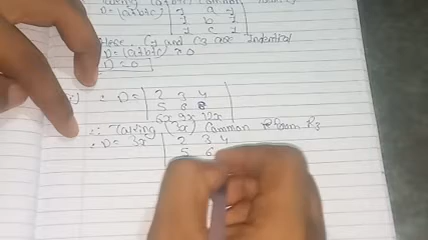 D = (a+b+c) | 1 a 1
1 b 1
1 c 1 |
Here, C1 and C3 are Indentical
D = (a+b+c) × 0
D = 0
∴ D = | 2 3 4
5 6 8
6x 9x 12x |
∴ Taking (3x) Common from R3
∴ D = 3x | 2 3 4
5 6